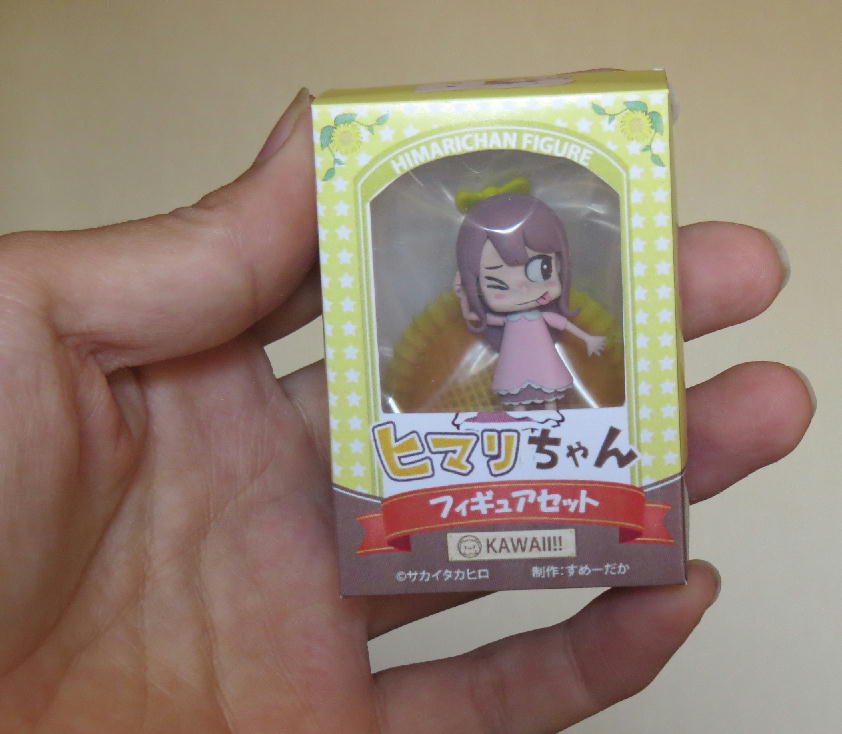 HIMARICHAN FIGURE
ヒマリちゃん
フィギュアセット
KAWAII!!
©サカイタカヒロ 制作:すめーだか